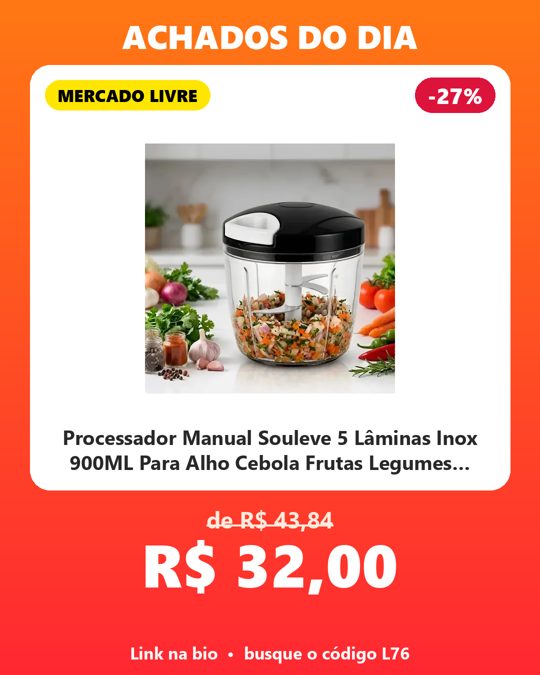 ACHADOS DO DIA
MERCADO LIVRE
-27%
Processador Manual Souleve 5 Lâminas Inox
900ML Para Alho Cebola Frutas Legumes...
de R$ 43,84
R$ 32,00
Link na bio • busque o código L76